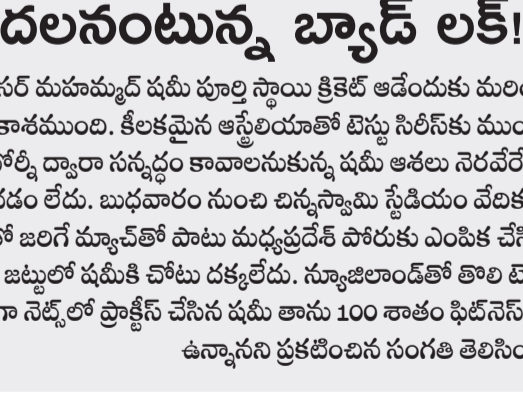 దలనంటున్న బ్యాడ్ లక్!
సర్ మహమ్మద్ షమీ పూర్తి స్థాయి క్రికెట్ ఆడేందుకు మరిం
కాశముంది. కీలకమైన ఆస్ట్రేలియాతో టెస్టు సిరీస్‌కు ముం
ోర్నీ ద్వారా సన్నద్ధం కావాలనుకున్న షమీ ఆశలు నెరవేరే
డం లేదు. బుధవారం నుంచి చిన్నస్వామి స్టేడియం వేదిక
లో జరిగే మ్యాచ్‌తో పాటు మధ్యప్రదేశ్ పోరుకు ఎంపిక చేసి
జట్టులో షమీకి చోటు దక్కలేదు. న్యూజిలాండ్‌తో తొలి టె
గా నెట్స్‌లో ప్రాక్టీస్ చేసిన షమీ తాను 100 శాతం ఫిట్‌నెస్
ఉన్నానని ప్రకటించిన సంగతి తెలిసిం